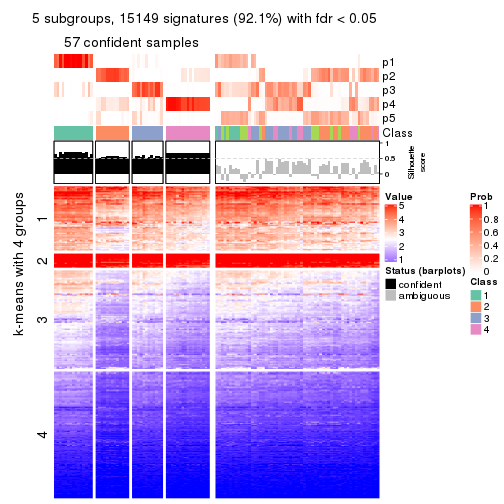 5 subgroups, 15149 signatures (92.1%) with fdr < 0.05
57 confident samples
p1
p2
p3
p4
p5
Class
1
0.5
0
Silhouette
score
k-means with 4 groups
1
2
3
4
Value
5
4
3
2
1
Status (barplots)
confident
ambiguous
Prob
1
0.8
0.6
0.4
0.2
0
Class
1
2
3
4